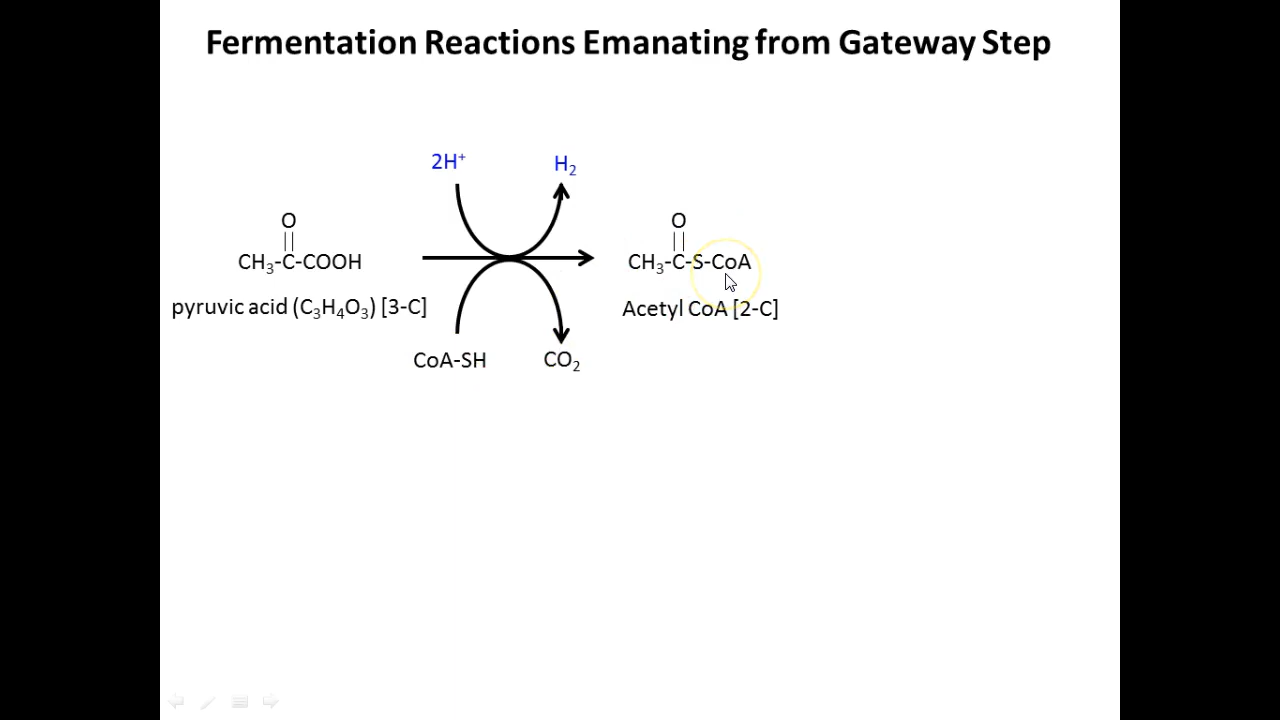 Fermentation Reactions Emanating from Gateway Step
2H⁺ H₂
O O
|| ||
CH₃-C-COOH CH₃-C-S-CoA
pyruvic acid (C₃H₄O₃) [3-C] Acetyl CoA [2-C]
CoA-SH CO₂